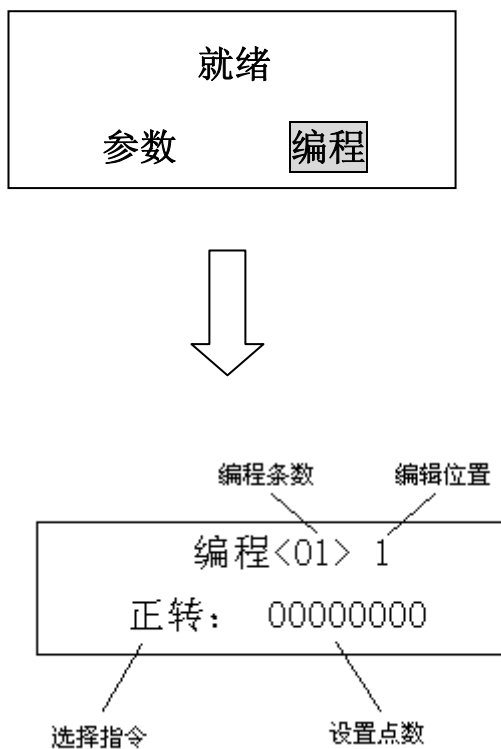 就绪
参数 编程
编程条数 编辑位置
编程<01> 1
正转: 00000000
选择指令 设置点数